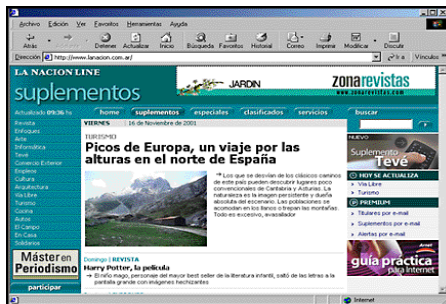 Archivo Edición Ver Favoritos Herramientas Ayuda
Atrás Detener Actualizar Inicio Búsqueda Favoritos Historial Correo Imprimir Modificar Discutir
Dirección http://www.lanacion.com.ar/ Ir a Vínculos
LA NACION LINE
suplementos
JARDIN
zonarevistas
www.zonarevistas.com
Actualizado 09:36 hs
home suplementos especiales clasificados servicios buscar
VIERNES | 16 de Noviembre de 2001
Revista
Enfoques
Arte
Informática
Tevé
Comercio Exterior
Empleos
Cultura
Arquitectura
Vía Libre
Turismo
Cocina
Autos
El Campo
En Casa
Solidarios
Máster en
Periodismo
participar
TURISMO
Picos de Europa, un viaje por las
alturas en el norte de España
Los que se desvían de los clásicos caminos
de este país pueden descubrir lugares poco
convencionales de Cantabria y Asturias. La
naturaleza es la imagen persistente y dueña
absoluta del escenario. Las poblaciones se
acomodan en los llanos o trepan las montañas.
Todo es excesivo, avasallador
Domingo | REVISTA
Harry Potter, la película
El niño mago, personaje del mayor best seller de la literatura infantil, saltó de las letras a la
pantalla grande con imágenes hechizantes
NUEVO
Suplemento
Tevé
HOY SE ACTUALIZA
Vía Libre
Turismo
PREMIUM
Titulares por e-mail
Suplementos por e-mail
Alertas por e-mail
guía práctica
para Internet
Internet